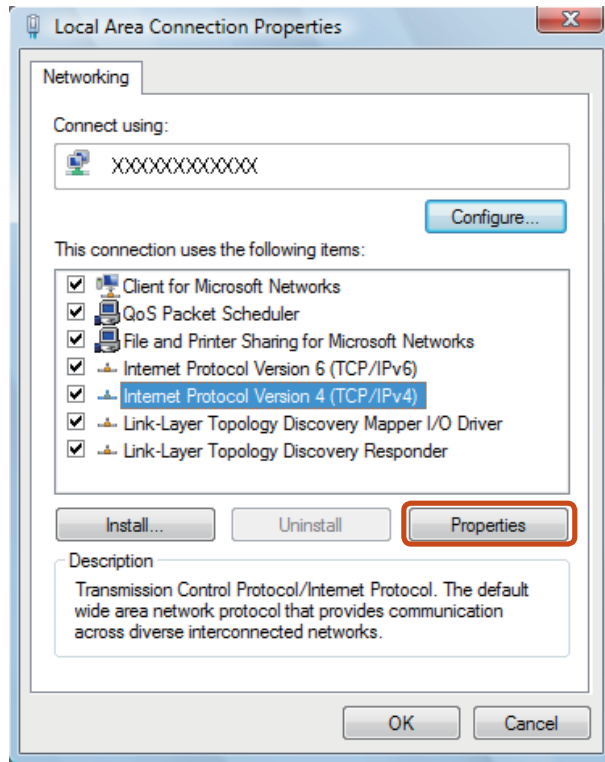 Local Area Connection Properties
Networking
Connect using:
XXXXXXXXXXXX
Configure...
This connection uses the following items:
Client for Microsoft Networks
QoS Packet Scheduler
File and Printer Sharing for Microsoft Networks
Internet Protocol Version 6 (TCP/IPv6)
Internet Protocol Version 4 (TCP/IPv4)
Link-Layer Topology Discovery Mapper I/O Driver
Link-Layer Topology Discovery Responder
Install... Uninstall Properties
Description
Transmission Control Protocol/Internet Protocol. The default
wide area network protocol that provides communication
across diverse interconnected networks.
OK Cancel